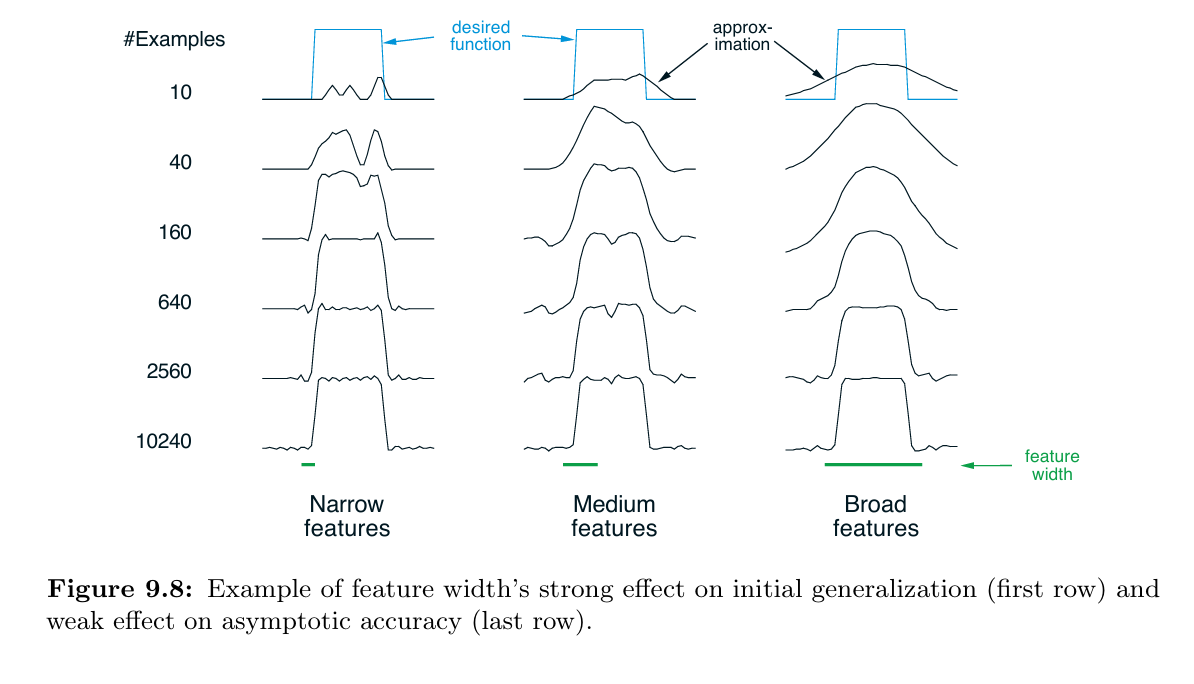 #Examples
desired
function
approx-
imation
10
40
160
640
2560
10240
feature
width
Narrow
features
Medium
features
Broad
features
Figure 9.8: Example of feature width's strong effect on initial generalization (first row) and
weak effect on asymptotic accuracy (last row).